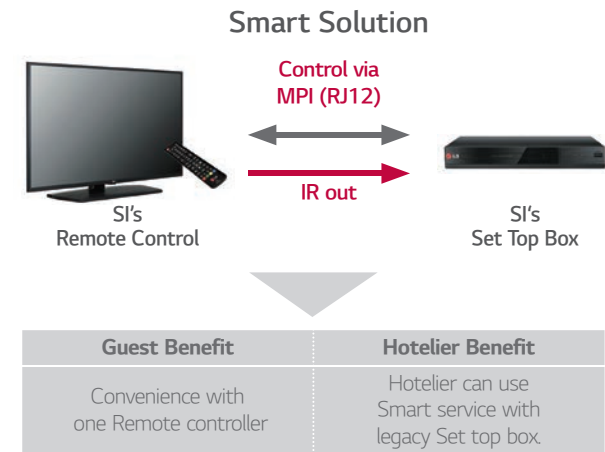 Smart Solution
Control via
MPI (RJ12)
IR out
SI's
Remote Control
LG
SI's
Set Top Box
Guest Benefit
Hotelier Benefit
Convenience with
one Remote controller
Hotelier can use
Smart service with
legacy Set top box.